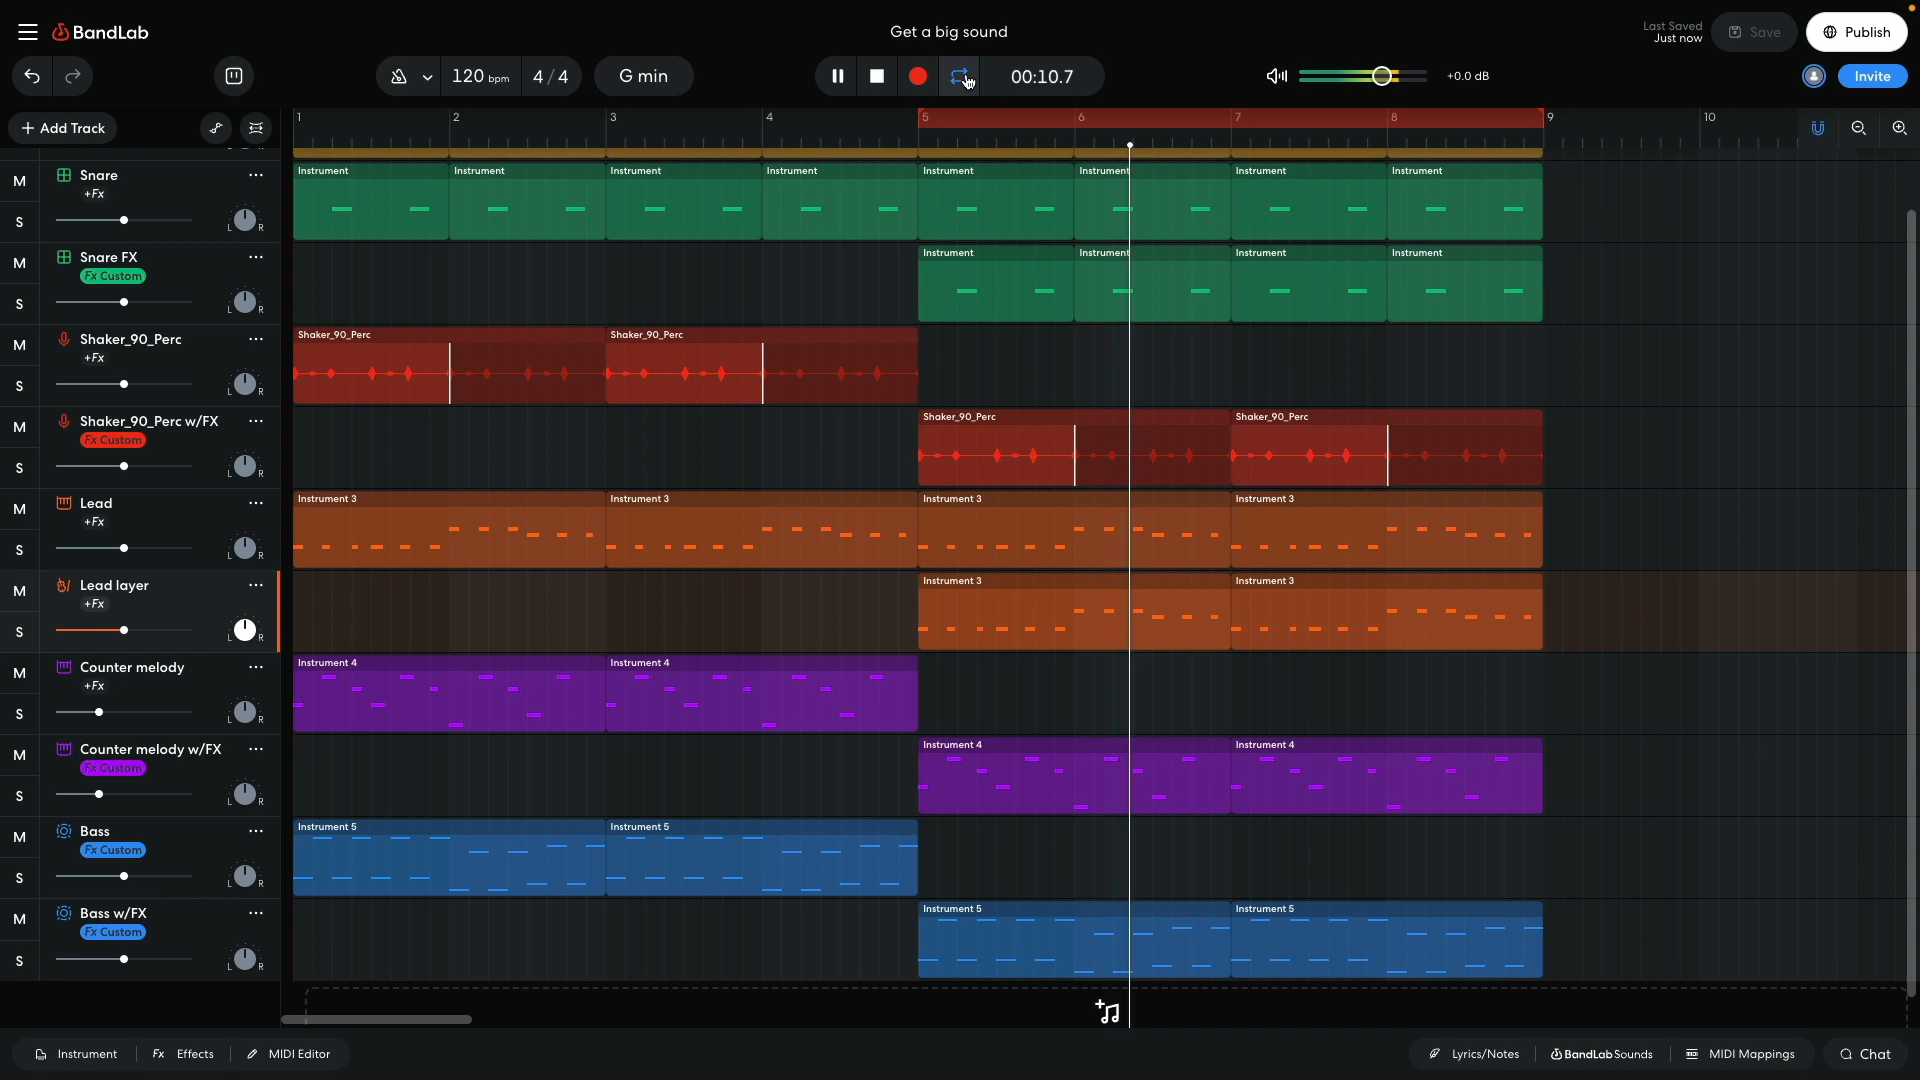 BandLab
Get a big sound
Last Saved
Just now
Save
Publish
120 bpm
4 / 4
G min
00:10.7
+0.0 dB
Invite
+ Add Track
1 2 3 4 5 6 7 8 9 10
M
S
Snare
+Fx
L R
Instrument Instrument Instrument Instrument Instrument Instrument Instrument Instrument
M
S
Snare FX
Fx Custom
L R
Instrument Instrument Instrument Instrument
M
S
Shaker_90_Perc
+Fx
L R
Shaker_90_Perc Shaker_90_Perc
M
S
Shaker_90_Perc w/FX
Fx Custom
L R
Shaker_90_Perc Shaker_90_Perc
M
S
Lead
+Fx
L R
Instrument 3 Instrument 3 Instrument 3 Instrument 3
M
S
Lead layer
+Fx
L R
Instrument 3 Instrument 3
M
S
Counter melody
+Fx
L R
Instrument 4 Instrument 4
M
S
Counter melody w/FX
Fx Custom
L R
Instrument 4 Instrument 4
M
S
Bass
Fx Custom
L R
Instrument 5 Instrument 5
M
S
Bass w/FX
Fx Custom
L R
Instrument 5 Instrument 5
Instrument
Fx Effects
MIDI Editor
Lyrics/Notes
BandLab Sounds
MIDI Mappings
Chat